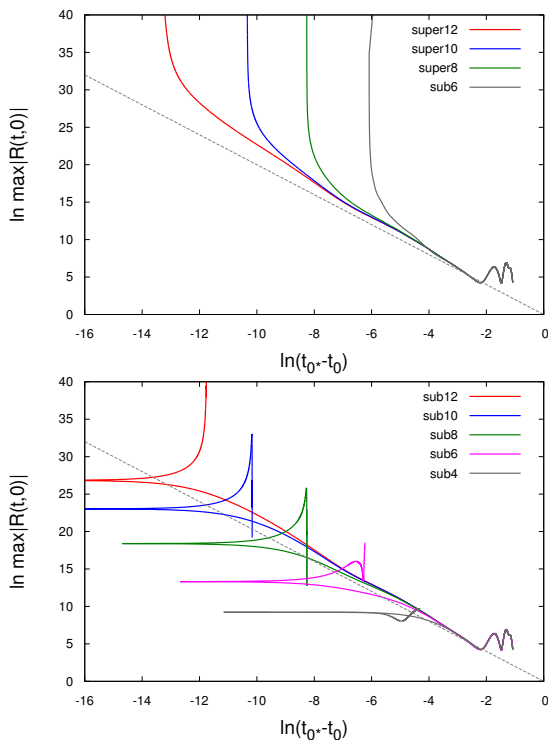 ln max|R(t,0)|
40
35
30
25
20
15
10
5
0
super12
super10
super8
sub6
-16 -14 -12 -10 -8 -6 -4 -2 0
ln(t0*-t0)
ln max|R(t,0)|
40
35
30
25
20
15
10
5
0
sub12
sub10
sub8
sub6
sub4
-16 -14 -12 -10 -8 -6 -4 -2 0
ln(t0*-t0)